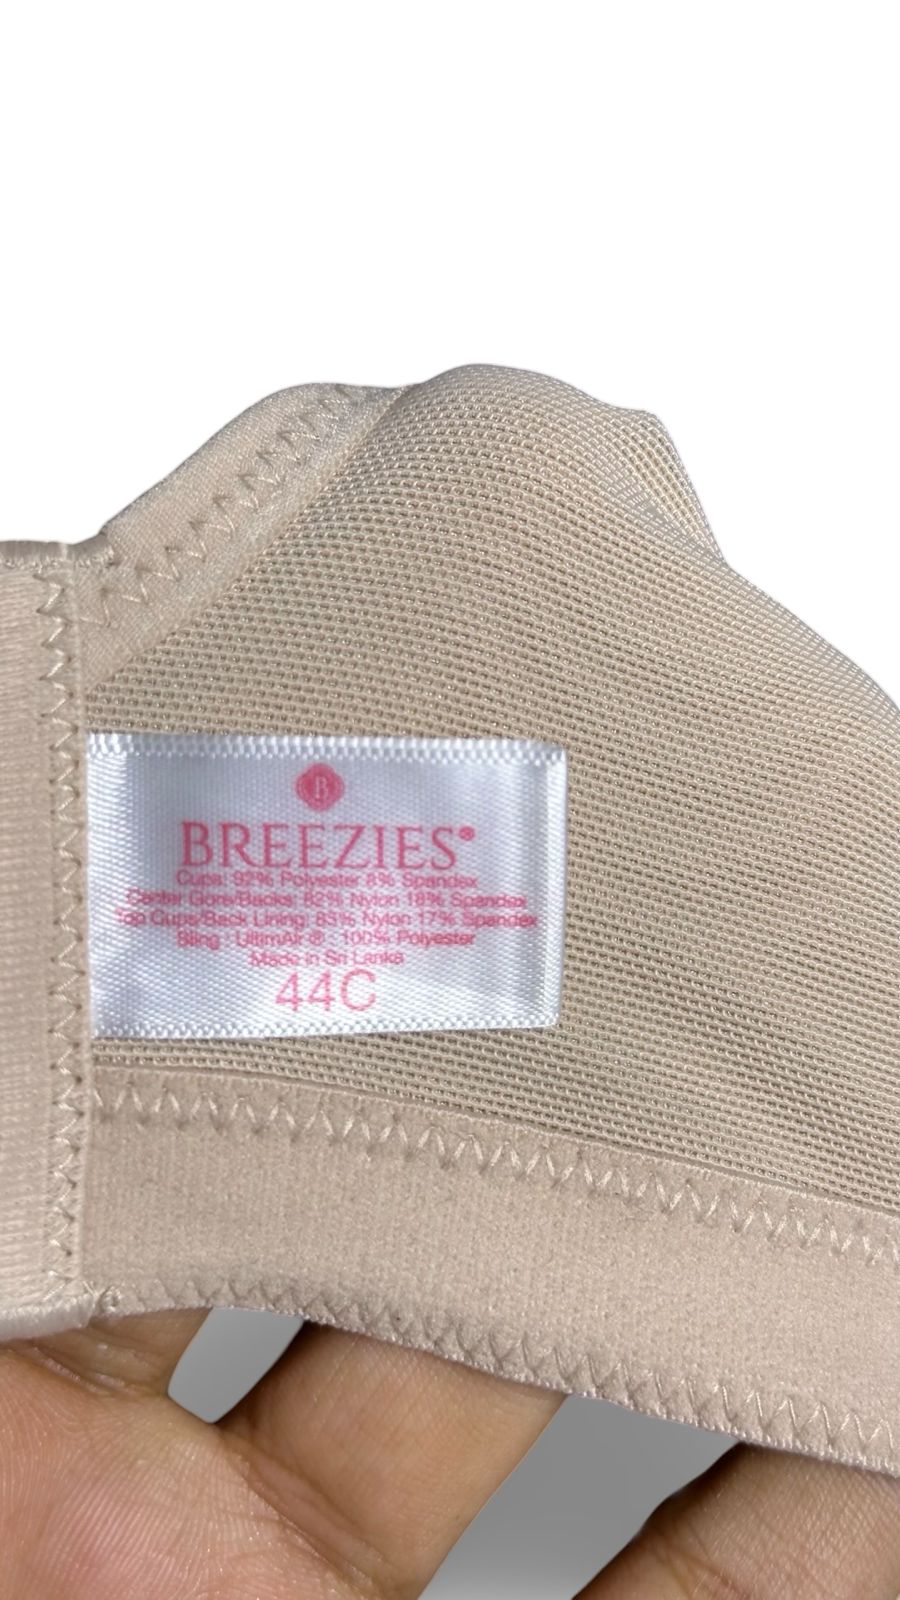 B
BREEZIES®
Cups: 92% Polyester 8% Spandex
Center Gore/Backs: 82% Nylon 18% Spandex
Top Cups/Back Lining: 83% Nylon 17% Spandex
Sling : UltimAir ® : 100% Polyester
Made in Sri Lanka
44C